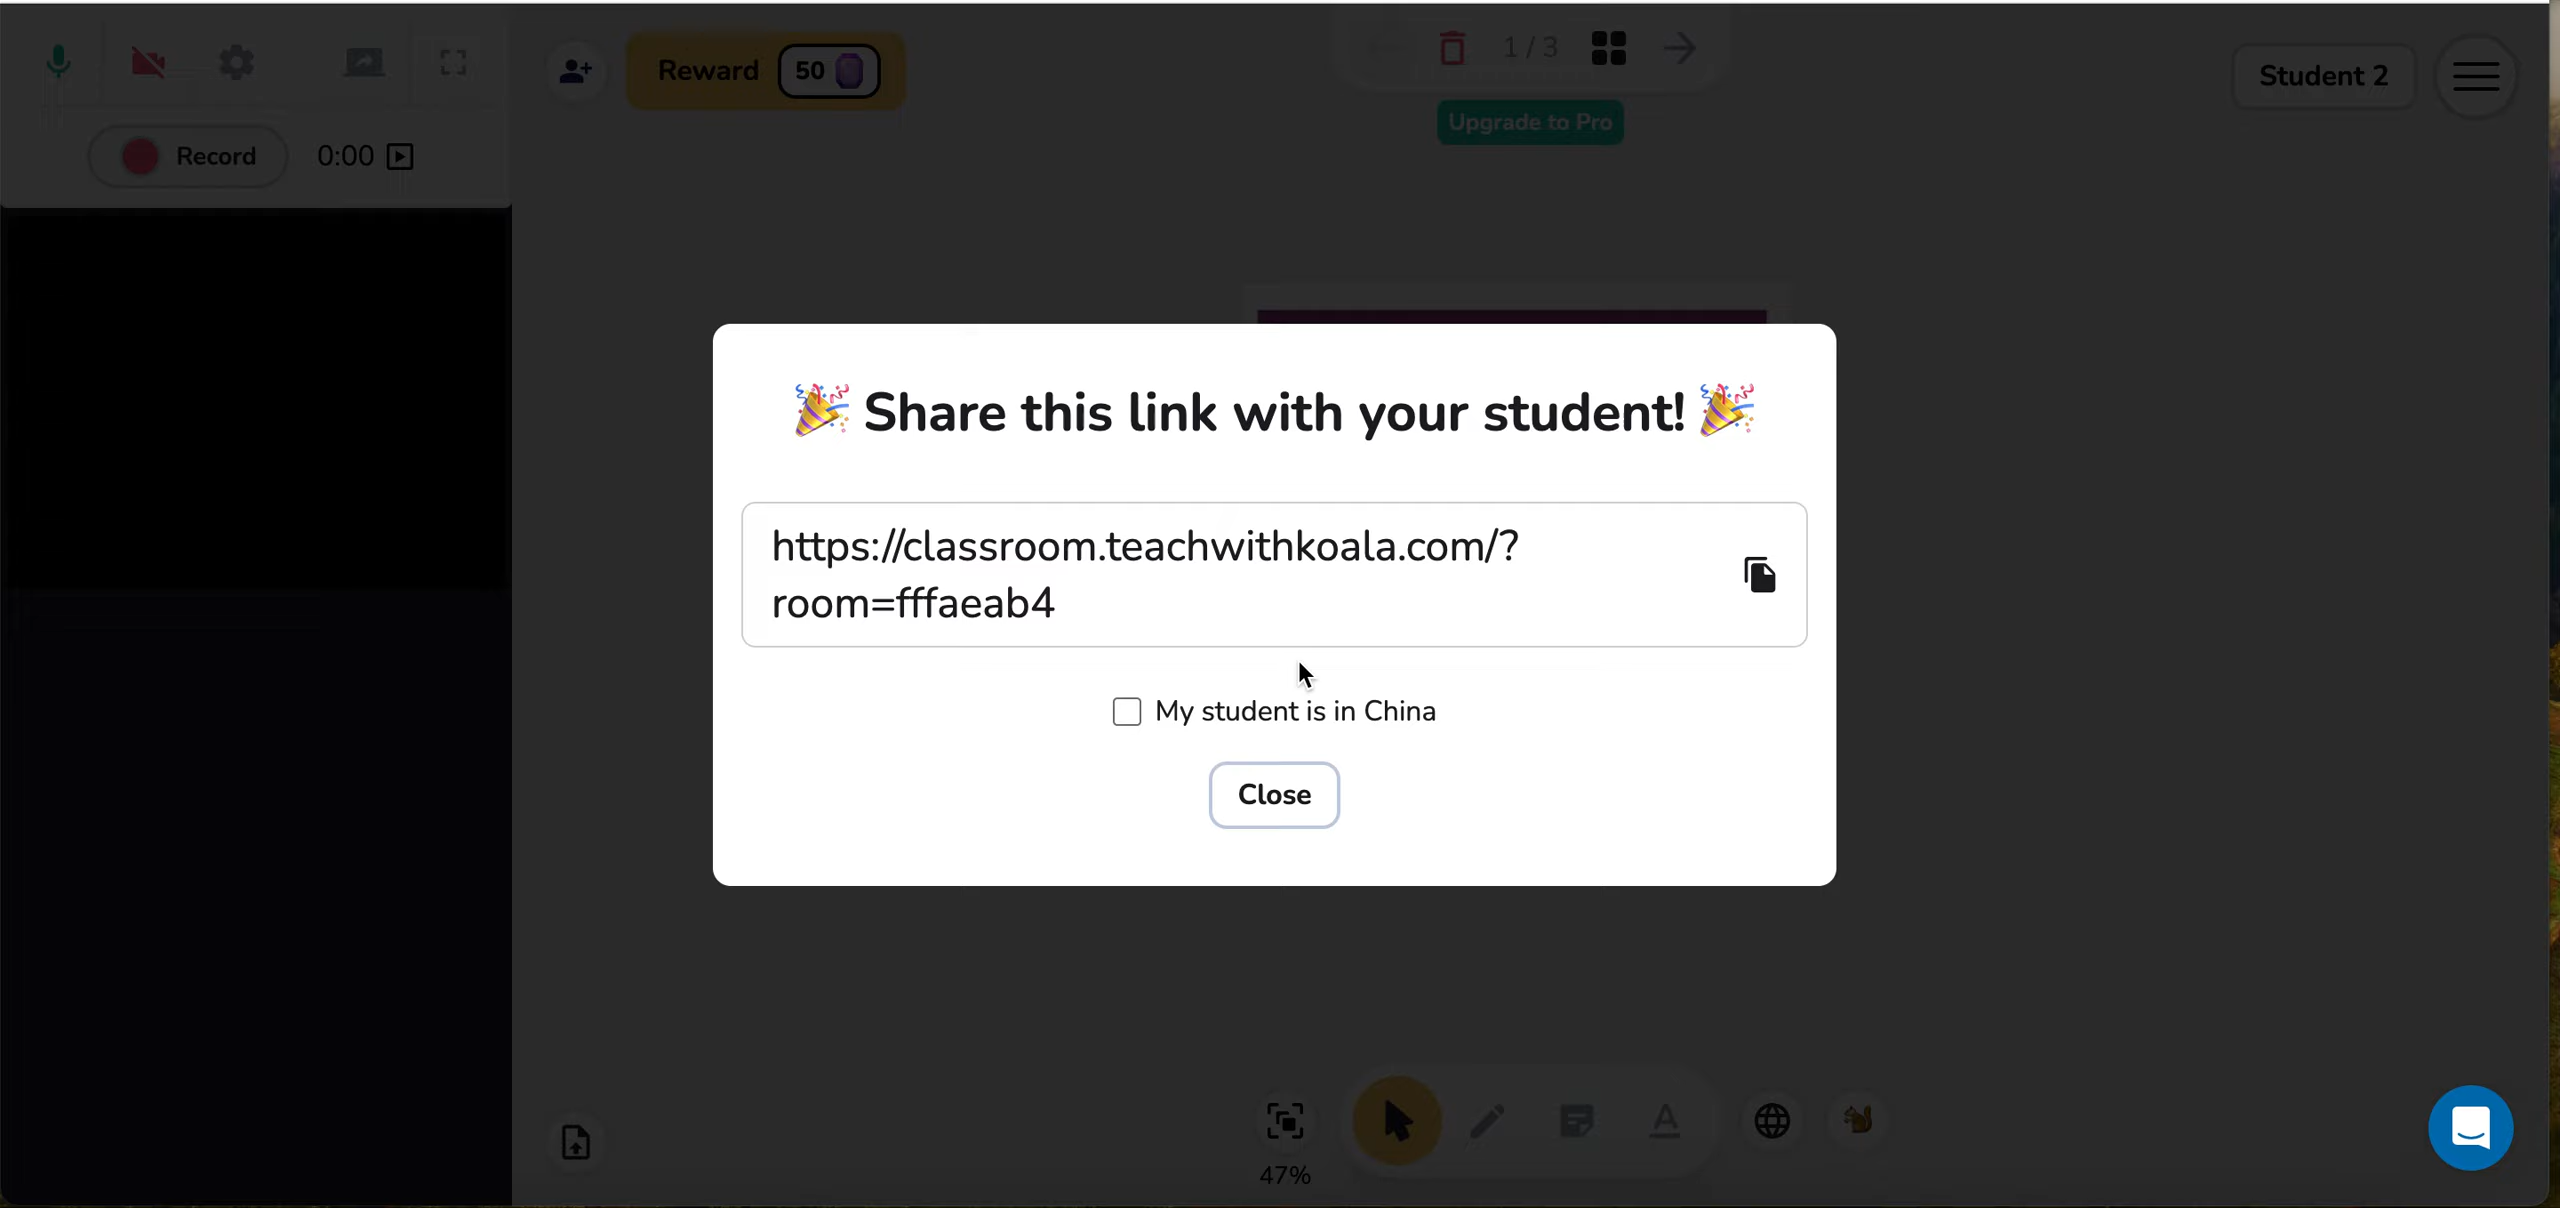 Reward 50
1 / 3
Student 2
Upgrade to Pro
Record 0:00
🎉 Share this link with your student! 🎉
https://classroom.teachwithkoala.com/?
room=fffaeab4
My student is in China
Close
A
47%